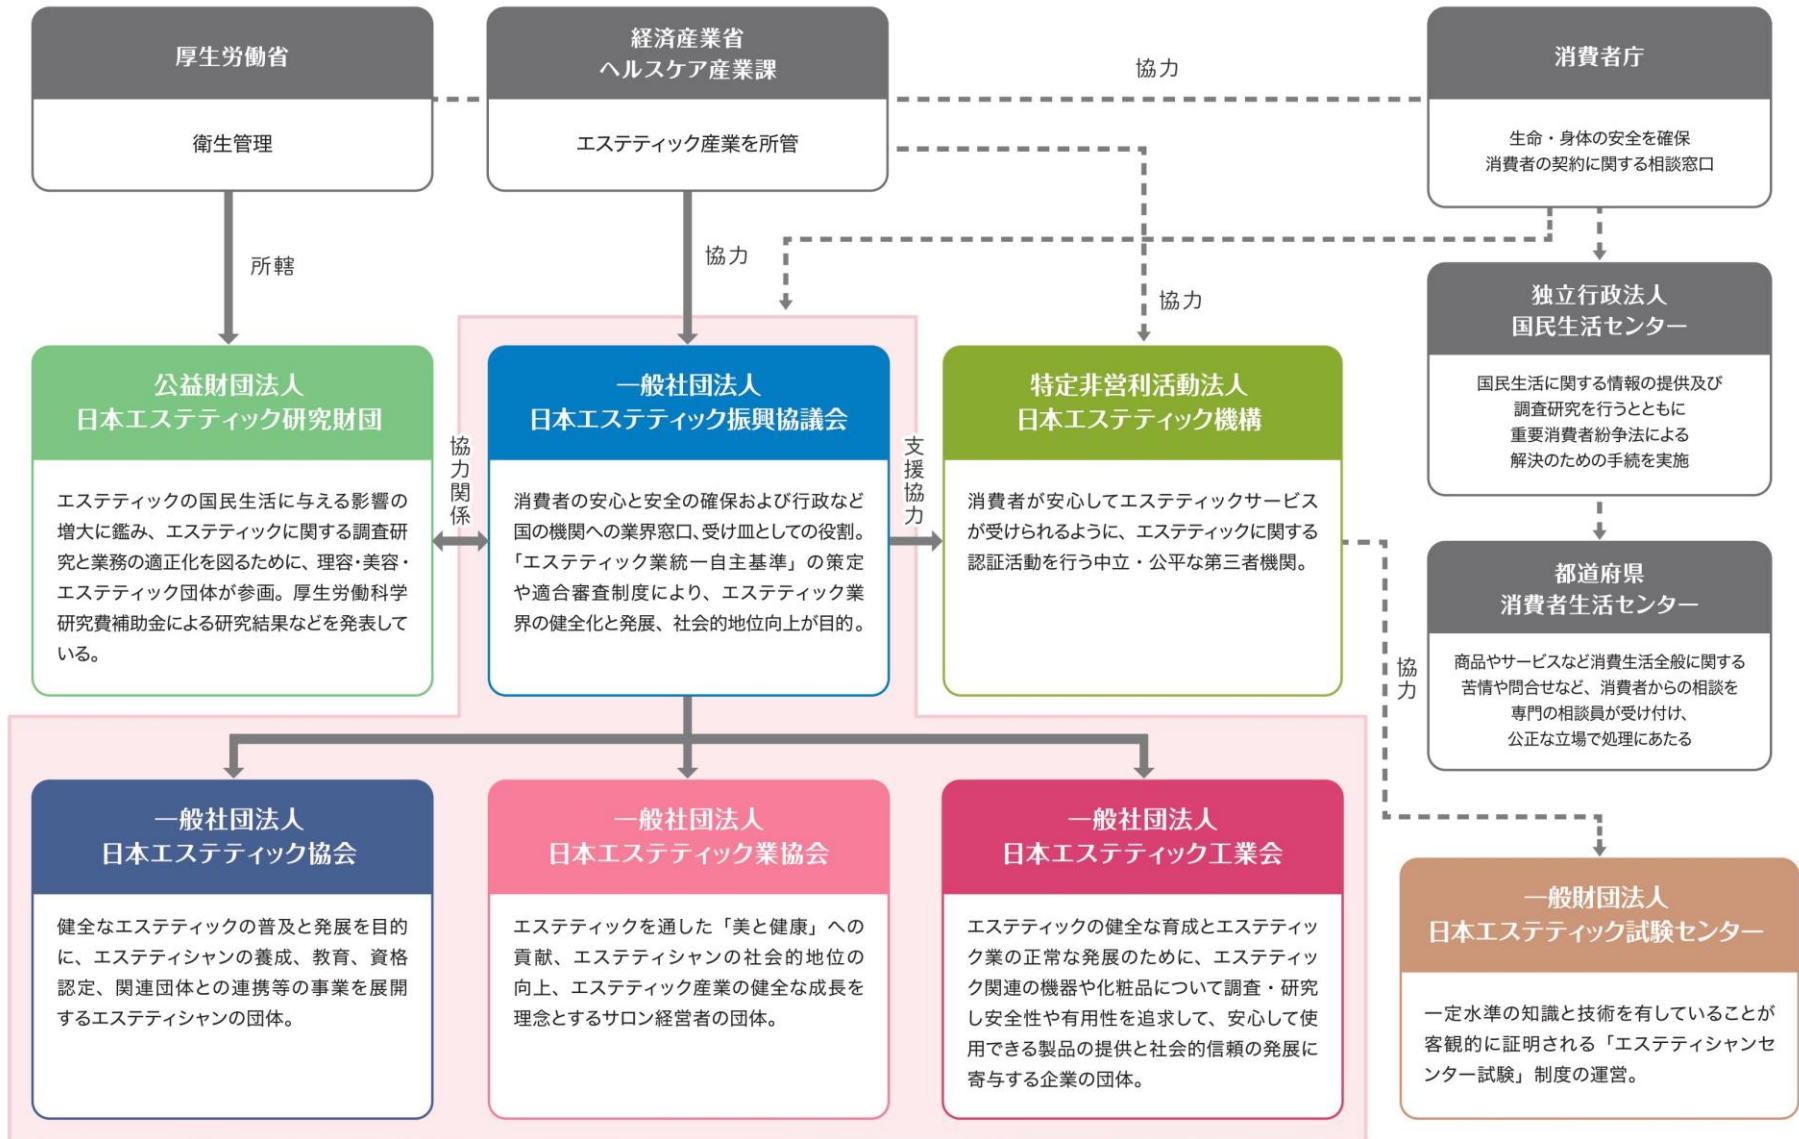 厚生労働省
衛生管理
経済産業省
ヘルスケア産業課
エステティック産業を所管
協力
消費者庁
生命・身体の安全を確保
消費者の契約に関する相談窓口
所轄
協力
協力
独立行政法人
国民生活センター
国民生活に関する情報の提供及び
調査研究を行うとともに
重要消費者紛争法による
解決のための手続を実施
公益財団法人
日本エステティック研究財団
エステティックの国民生活に与える影響の
増大に鑑み、エステティックに関する調査研
究と業務の適正化を図るために、理容・美容・
エステティック団体が参画。厚生労働科学
研究費補助金による研究結果などを発表して
いる。
協力関係
一般社団法人
日本エステティック振興協議会
消費者の安心と安全の確保および行政など
国の機関への業界窓口、受け皿としての役割。
「エステティック業統一自主基準」の策定
や適合審査制度により、エステティック業
界の健全化と発展、社会的地位向上が目的。
支援協力
特定非営利活動法人
日本エステティック機構
消費者が安心してエステティックサービス
が受けられるように、エステティックに関する
認証活動を行う中立・公平な第三者機関。
協力
都道府県
消費者生活センター
商品やサービスなど消費生活全般に関する
苦情や問合せなど、消費者からの相談を
専門の相談員が受け付け、
公正な立場で処理にあたる
一般社団法人
日本エステティック協会
健全なエステティックの普及と発展を目的
に、エステティシャンの養成、教育、資格
認定、関連団体との連携等の事業を展開
するエステティシャンの団体。
一般社団法人
日本エステティック業協会
エステティックを通した「美と健康」への
貢献、エステティシャンの社会的地位の
向上、エステティック産業の健全な成長を
理念とするサロン経営者の団体。
一般社団法人
日本エステティック工業会
エステティックの健全な育成とエステティッ
ク業の正常な発展のために、エステティッ
ク関連の機器や化粧品について調査・研究
し安全性や有用性を追求して、安心して使
用できる製品の提供と社会的信頼の発展に
寄与する企業の団体。
一般財団法人
日本エステティック試験センター
一定水準の知識と技術を有していることが
客観的に証明される「エステティシャンセ
ンター試験」制度の運営。